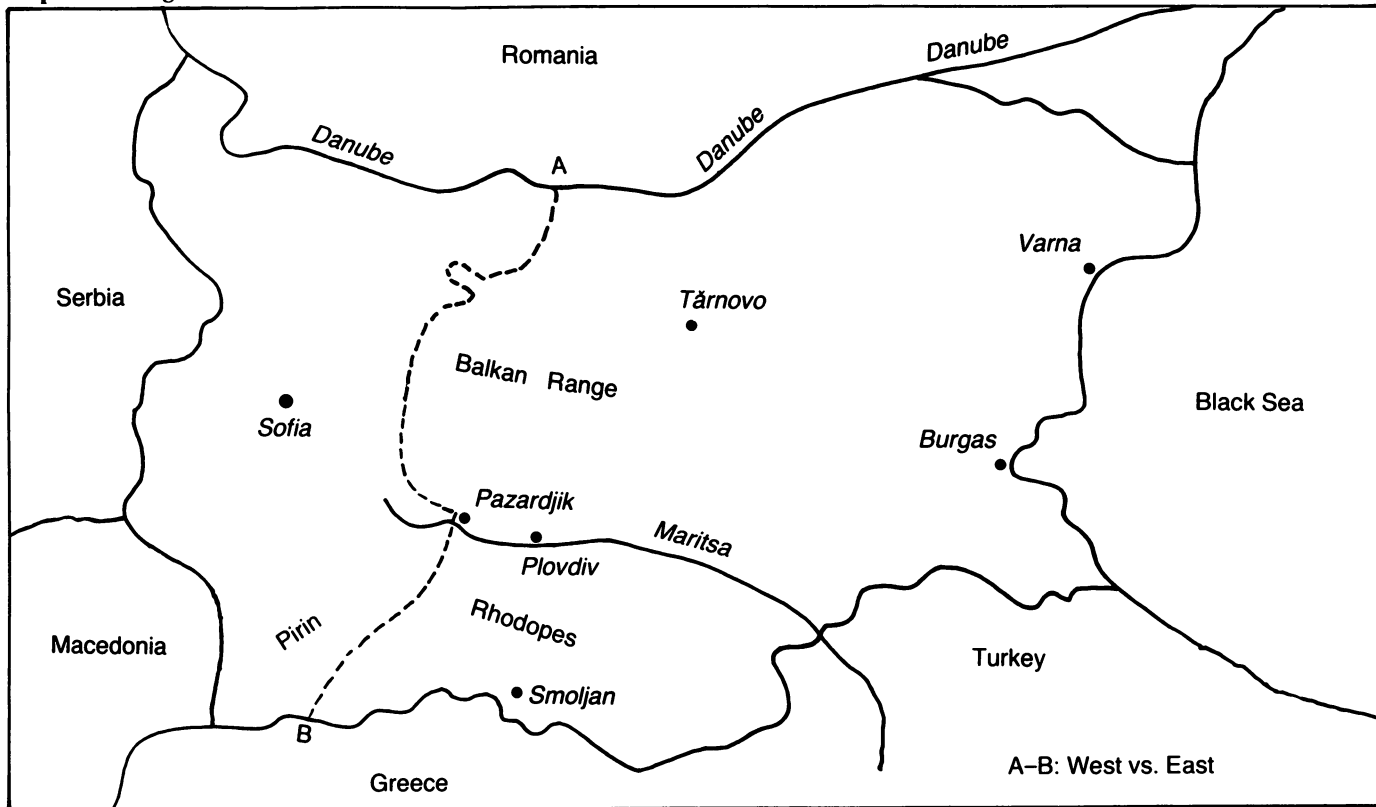 Romania
Danube
Danube
A
Danube
Varna
Serbia
Tărnovo
Balkan Range
Black Sea
Sofia
Burgas
Pazardjik
Maritsa
Plovdiv
Rhodopes
Pirin
Macedonia
Turkey
Smoljan
B
A–B: West vs. East
Greece